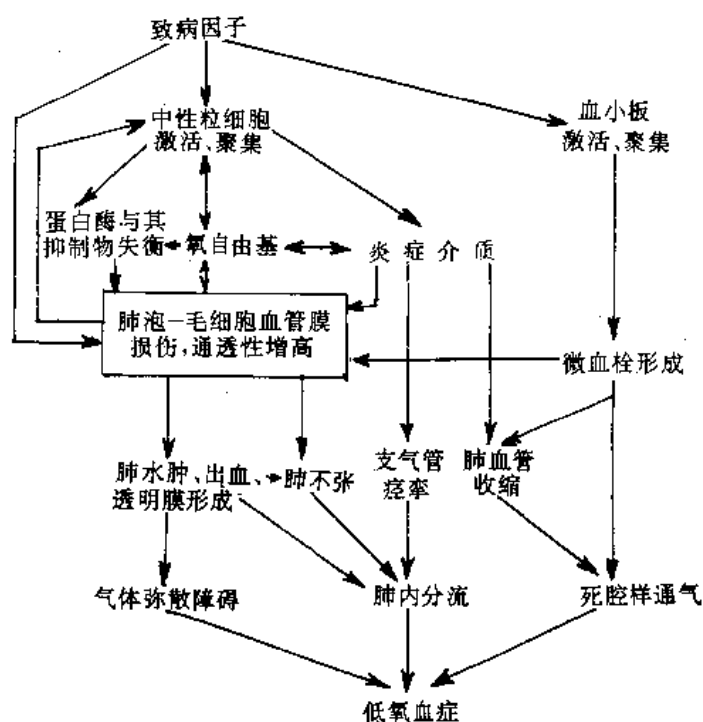 致病因子
中性粒细胞
激活、聚集
血小板
激活、聚集
蛋白酶与其
抑制物失衡
氧自由基
炎症介质
肺泡-毛细胞血管膜
损伤,通透性增高
微血栓形成
肺水肿、出血、
透明膜形成
肺不张
支气管
痉挛
肺血管
收缩
气体弥散障碍
肺内分流
死腔样通气
低氧血症